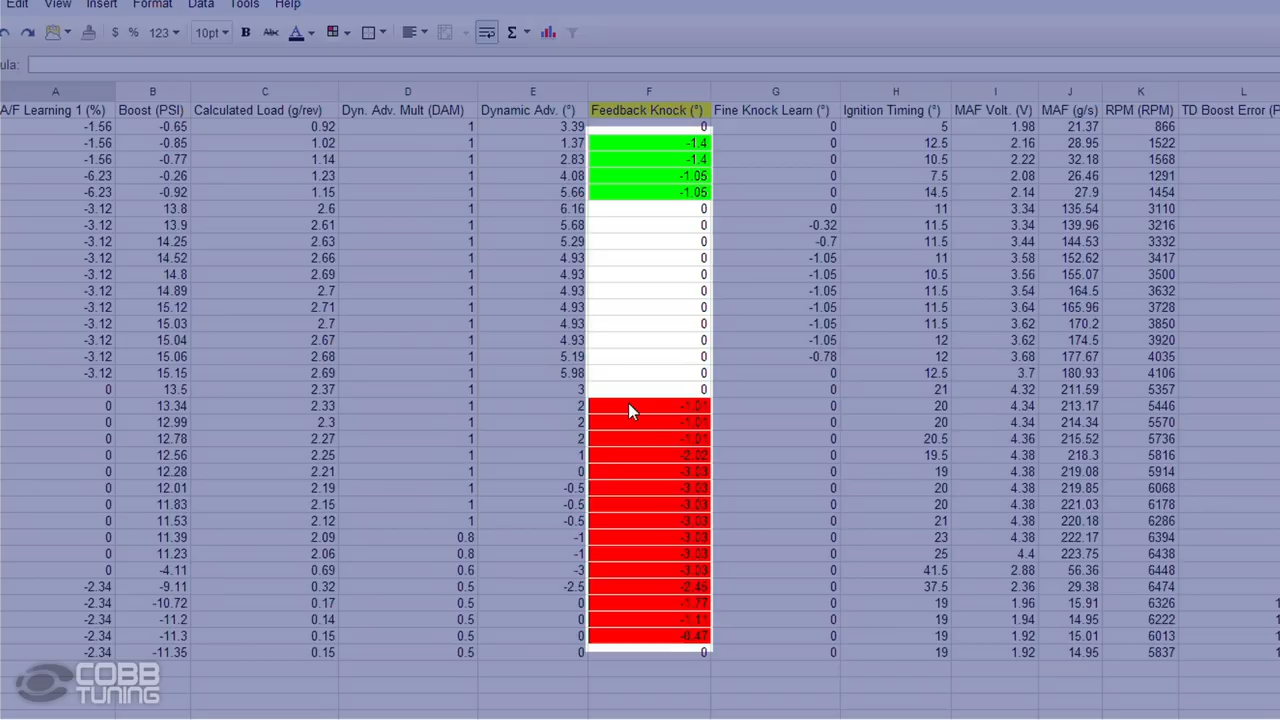 Edit View Insert Format Data Tools Help
$ % 123 10pt B Abc A Σ
ula:
A B C D E F G H I J K L
A/F Learning 1 (%) Boost (PSI) Calculated Load (g/rev) Dyn. Adv. Mult (DAM) Dynamic Adv. (°) Feedback Knock (°) Fine Knock Learn (°) Ignition Timing (°) MAF Volt. (V) MAF (g/s) RPM (RPM) TD Boost Error (P
-1.56 -0.65 0.92 1 3.39 0 0 5 1.98 21.37 866
-1.56 -0.85 1.02 1 1.37 -1.4 0 12.5 2.16 28.95 1522
-1.56 -0.77 1.14 1 2.83 -1.4 0 10.5 2.22 32.18 1568
-6.23 -0.26 1.23 1 4.08 -1.05 0 7.5 2.08 26.46 1291
-6.23 -0.92 1.15 1 5.66 -1.05 0 14.5 2.14 27.9 1454
-3.12 13.8 2.6 1 6.16 0 0 11 3.34 135.54 3110
-3.12 13.9 2.61 1 5.68 0 -0.32 11.5 3.34 139.96 3216
-3.12 14.25 2.63 1 5.29 0 -0.7 11.5 3.44 144.53 3332
-3.12 14.52 2.66 1 4.93 0 -1.05 11 3.58 152.62 3417
-3.12 14.8 2.69 1 4.93 0 -1.05 10.5 3.56 155.07 3500
-3.12 14.89 2.7 1 4.93 0 -1.05 11.5 3.54 164.5 3632
-3.12 15.12 2.71 1 4.93 0 -1.05 11.5 3.64 165.96 3728
-3.12 15.03 2.7 1 4.93 0 -1.05 11.5 3.62 170.2 3850
-3.12 15.04 2.67 1 4.93 0 -1.05 12 3.62 174.5 3920
-3.12 15.06 2.68 1 5.19 0 -0.78 12 3.68 177.67 4035
-3.12 15.15 2.69 1 5.98 0 0 12.5 3.7 180.93 4106
0 13.5 2.37 1 3 0 0 21 4.32 211.59 5357
0 13.34 2.33 1 2 -1.01 0 20 4.34 213.17 5446
0 12.99 2.3 1 2 -1.01 0 20 4.34 214.34 5570
0 12.78 2.27 1 2 -1.01 0 20.5 4.36 215.52 5736
0 12.56 2.25 1 1 -2.02 0 19.5 4.38 218.3 5816
0 12.28 2.21 1 0 -3.03 0 19 4.38 219.08 5914
0 12.01 2.19 1 -0.5 -3.03 0 20 4.38 219.85 6068
0 11.83 2.15 1 -0.5 -3.03 0 20 4.38 221.03 6178
0 11.53 2.12 1 -0.5 -3.03 0 21 4.38 220.18 6286
0 11.39 2.09 0.8 -1 -3.03 0 23 4.38 222.17 6394
0 11.23 2.06 0.8 -1 -3.03 0 25 4.4 223.75 6438
0 -4.11 0.69 0.6 -3 -3.03 0 41.5 2.88 56.36 6448
-2.34 -9.11 0.32 0.5 -2.5 -2.45 0 37.5 2.36 29.38 6474
-2.34 -10.72 0.17 0.5 0 -1.77 0 19 1.96 15.91 6326 1
-2.34 -11.2 0.14 0.5 0 -1.11 0 19 1.94 14.95 6222 1
-2.34 -11.3 0.15 0.5 0 -0.47 0 19 1.92 15.01 6013 1
-2.34 -11.35 0.15 0.5 0 0 0 19 1.92 14.95 5837 1
COBB
TUNING